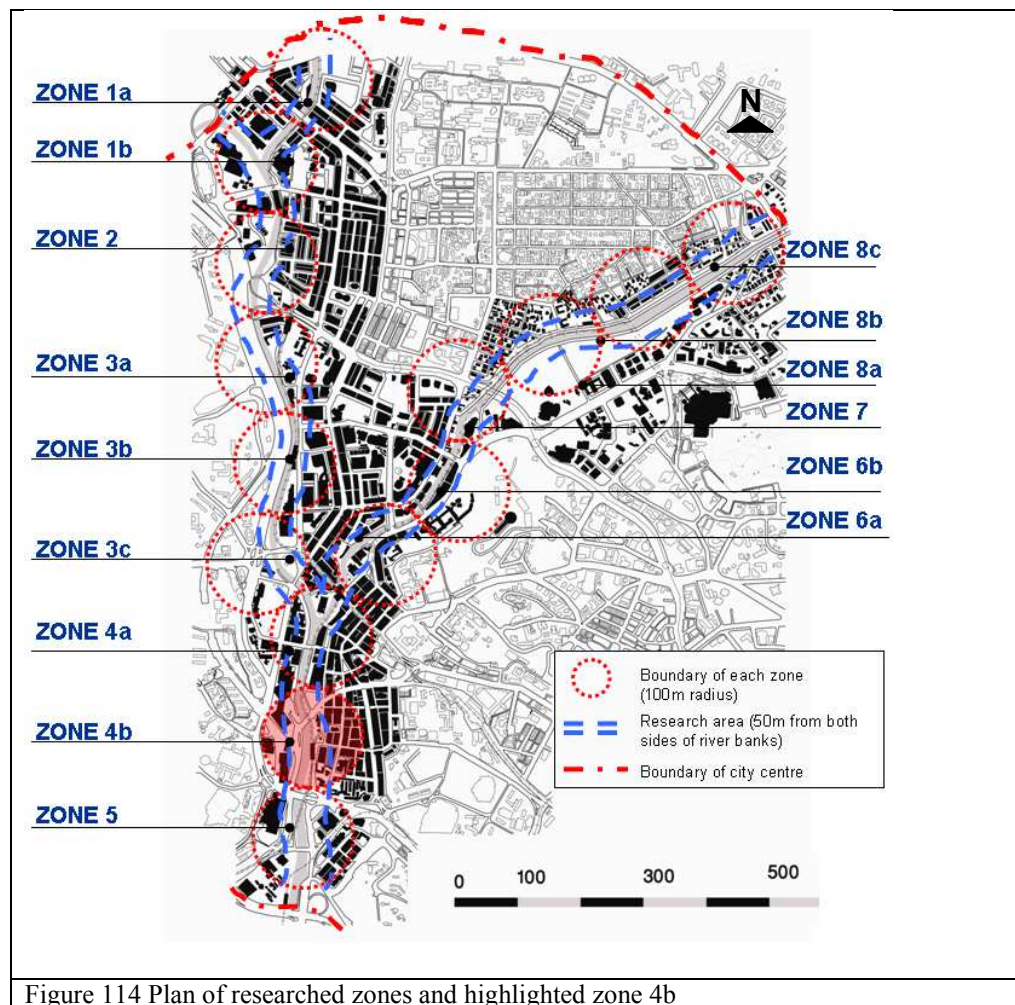 ZONE 1a
ZONE 1b
ZONE 2
ZONE 3a
ZONE 3b
ZONE 3c
ZONE 4a
ZONE 4b
ZONE 5
N
ZONE 8c
ZONE 8b
ZONE 8a
ZONE 7
ZONE 6b
ZONE 6a
Boundary of each zone
(100m radius)
Research area (50m from both
sides of river banks)
Boundary of city centre
0 100 300 500
Figure 114 Plan of researched zones and highlighted zone 4b